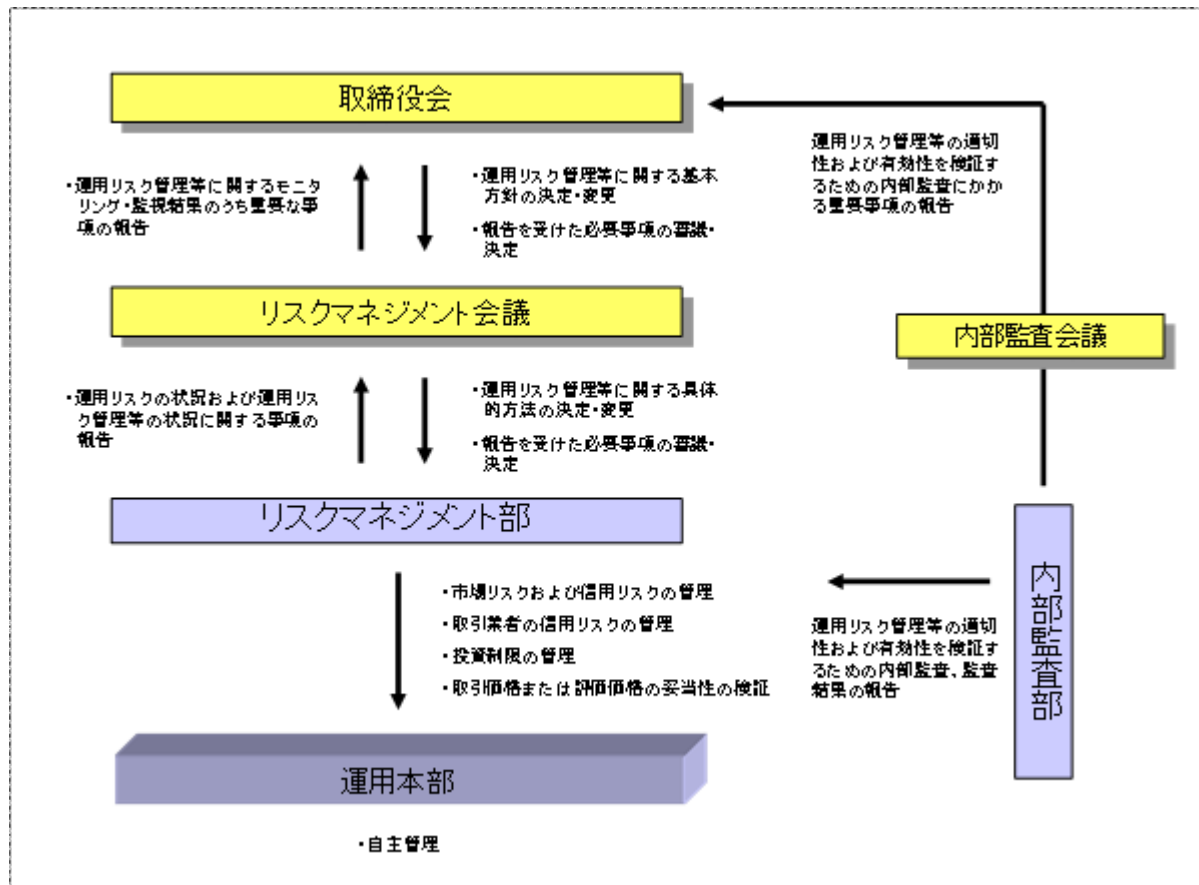 取締役会
・運用リスク管理等に関するモニ
タリング・監視結果のうち重要な事
項の報告
・運用リスク管理等に関する基本
方針の決定・変更
・報告を受けた必要事項の審議・
決定
運用リスク管理等の適切
性および有効性を検証す
るための内部監査にかか
る重要事項の報告
リスクマネジメント会議
内部監査会議
・運用リスクの状況および運用リス
ク管理等の状況に関する事項の
報告
・運用リスク管理等に関する具体
的方法の決定・変更
・報告を受けた必要事項の審議・
決定
リスクマネジメント部
・市場リスクおよび信用リスクの管理
・取引業者の信用リスクの管理
・投資制限の管理
・取引価格または評価価格の妥当性の検証
運用リスク管理等の適切
性および有効性を検証す
るための内部監査、監査
結果の報告
内部監査部
運用本部
・自主管理